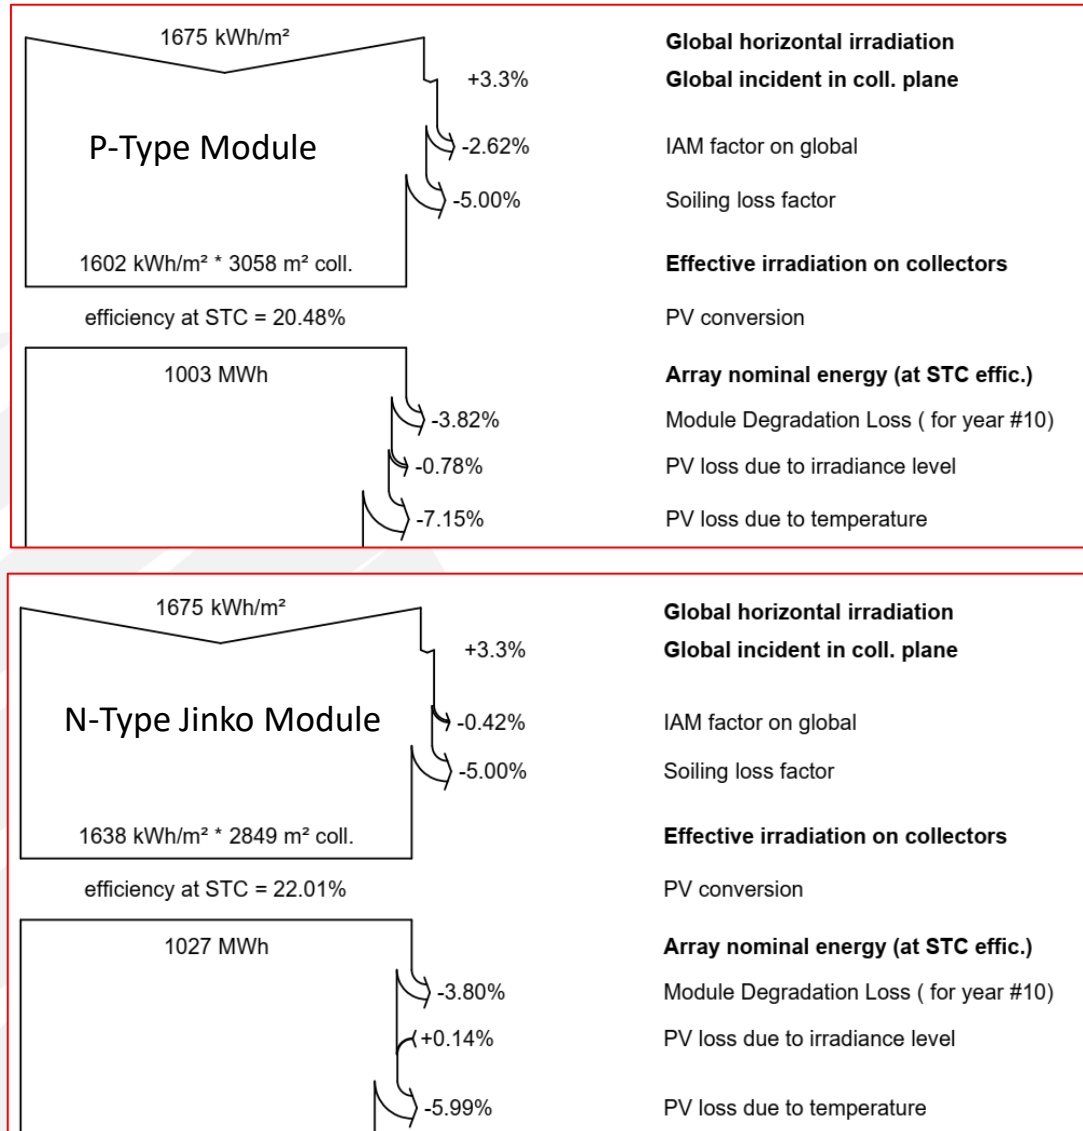 1675 kWh/m² Global horizontal irradiation
+3.3% Global incident in coll. plane
P-Type Module -2.62% IAM factor on global
-5.00% Soiling loss factor
1602 kWh/m² * 3058 m² coll. Effective irradiation on collectors
efficiency at STC = 20.48% PV conversion
1003 MWh Array nominal energy (at STC effic.)
-3.82% Module Degradation Loss ( for year #10)
-0.78% PV loss due to irradiance level
-7.15% PV loss due to temperature
1675 kWh/m² Global horizontal irradiation
+3.3% Global incident in coll. plane
N-Type Jinko Module -0.42% IAM factor on global
-5.00% Soiling loss factor
1638 kWh/m² * 2849 m² coll. Effective irradiation on collectors
efficiency at STC = 22.01% PV conversion
1027 MWh Array nominal energy (at STC effic.)
-3.80% Module Degradation Loss ( for year #10)
+0.14% PV loss due to irradiance level
-5.99% PV loss due to temperature